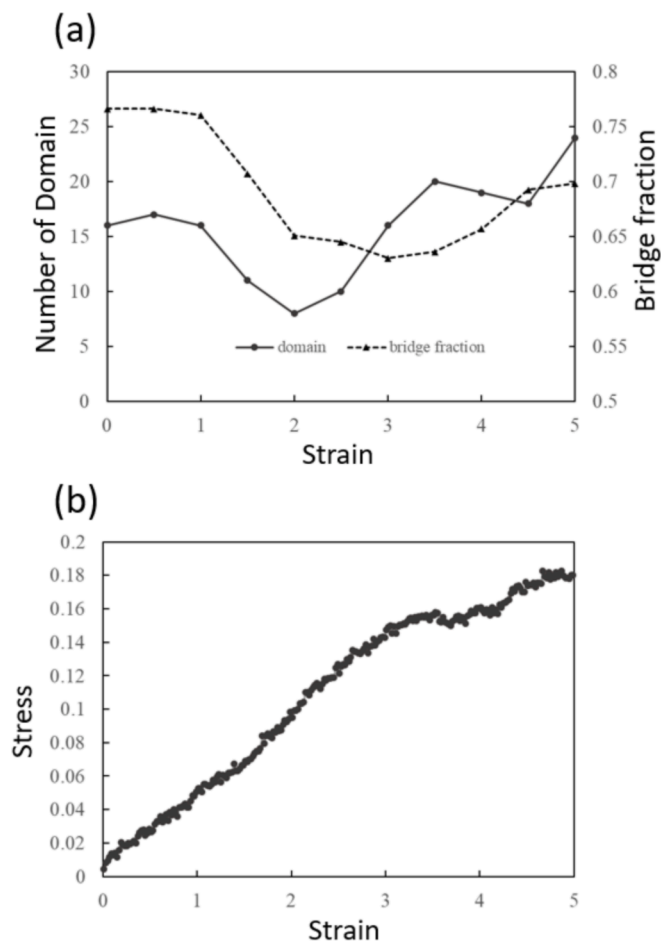 (a)
30
25
20
15
10
5
0
Number of Domain
0.8
0.75
0.7
0.65
0.6
0.55
0.5
Bridge fraction
domain
bridge fraction
0 1 2 3 4 5
Strain
(b)
0.2
0.18
0.16
0.14
0.12
0.1
0.08
0.06
0.04
0.02
0
Stress
0 1 2 3 4 5
Strain